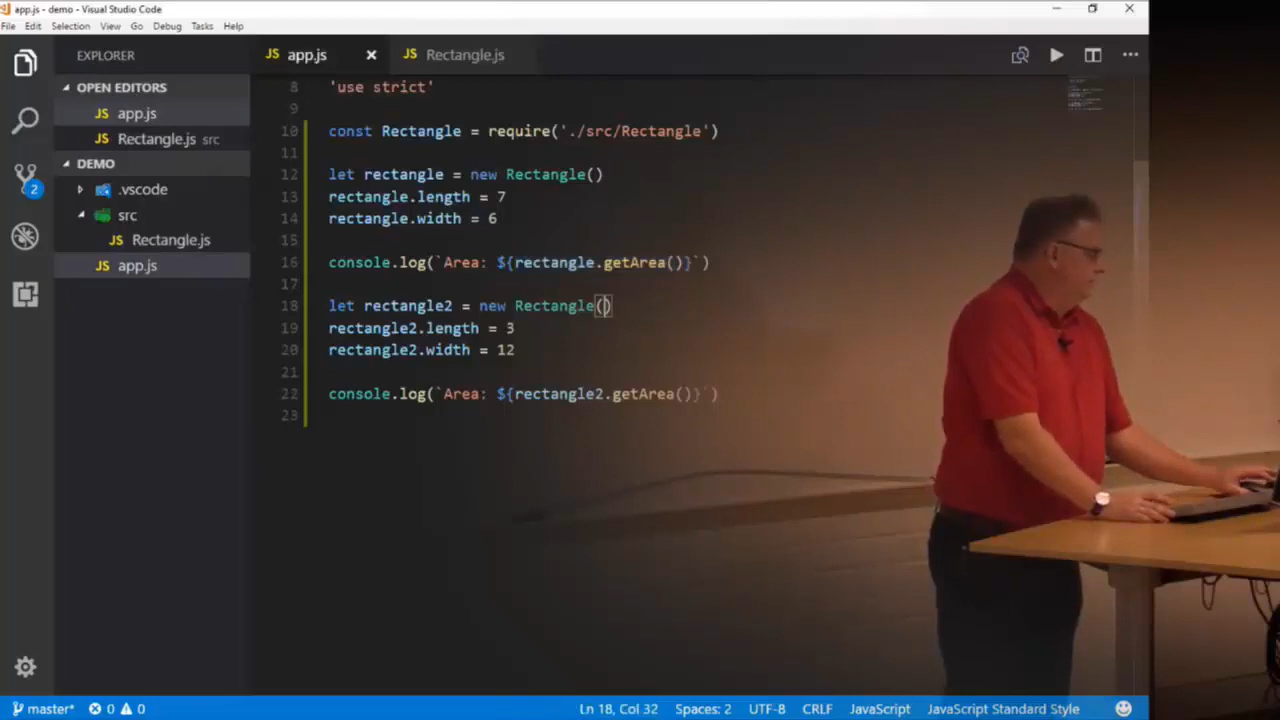 app.js - demo - Visual Studio Code
File Edit Selection View Go Debug Tasks Help
EXPLORER
OPEN EDITORS
JS app.js
JS Rectangle.js src
DEMO
.vscode
src
JS Rectangle.js
JS app.js
2
JS app.js
JS Rectangle.js
8 'use strict'
9
10 const Rectangle = require('./src/Rectangle')
11
12 let rectangle = new Rectangle()
13 rectangle.length = 7
14 rectangle.width = 6
15
16 console.log(`Area: ${rectangle.getArea()}`)
17
18 let rectangle2 = new Rectangle()
19 rectangle2.length = 3
20 rectangle2.width = 12
21
22 console.log(`Area: ${rectangle2.getArea()}`)
23
master* 0 0 Ln 18, Col 32 Spaces: 2 UTF-8 CRLF JavaScript JavaScript Standard Style